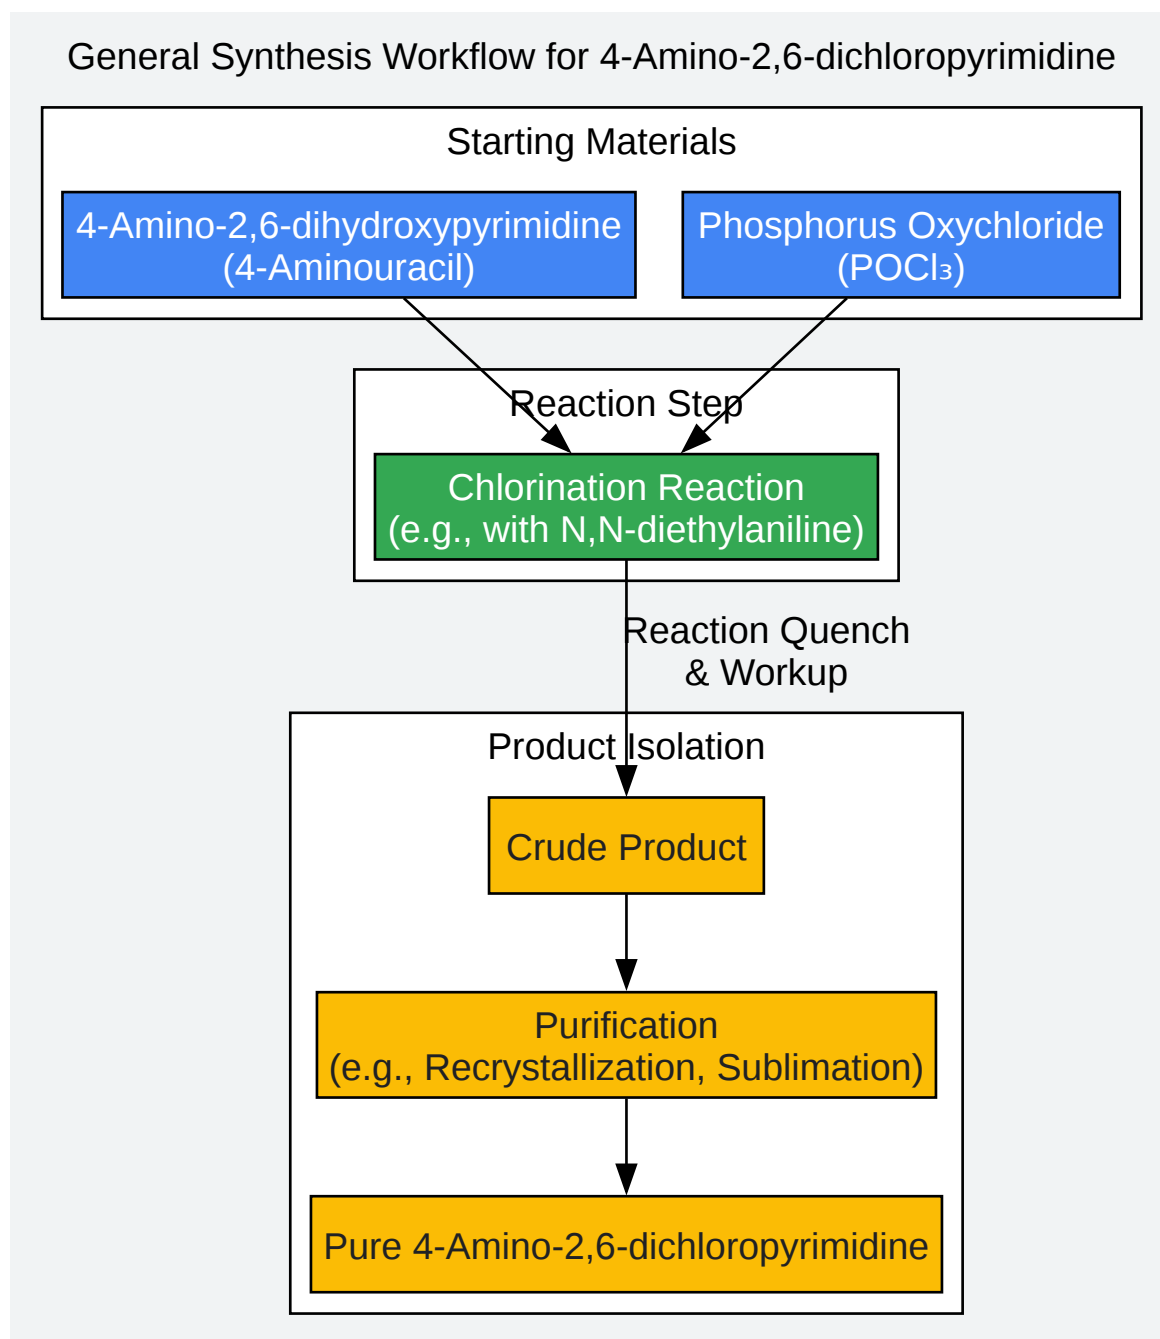 General Synthesis Workflow for 4-Amino-2,6-dichloropyrimidine
Starting Materials
4-Amino-2,6-dihydroxypyrimidine
(4-Aminouracil)
Phosphorus Oxychloride
(POCl₃)
Reaction Step
Chlorination Reaction
(e.g., with N,N-diethylaniline)
Reaction Quench
& Workup
Product Isolation
Crude Product
Purification
(e.g., Recrystallization, Sublimation)
Pure 4-Amino-2,6-dichloropyrimidine